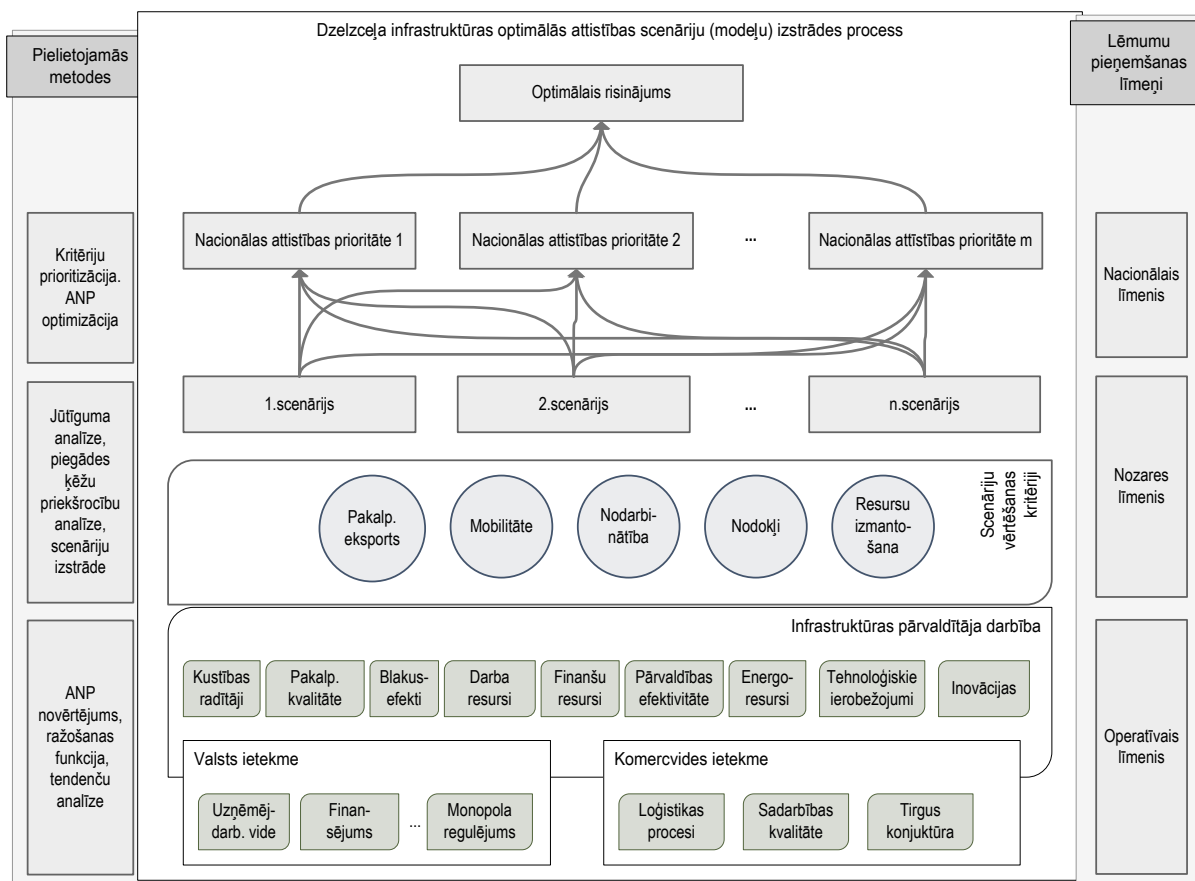 Dzelzceļa infrastruktūras optimālās attīstības scenāriju (modeļu) izstrādes process
Pielietojamās
metodes
Lēmumu
pieņemšanas
līmeņi
Optimālais risinājums
Kritēriju
prioritizācija.
ANP
optimizācija
Nacionālas attistības prioritāte 1
Nacionālas attistības prioritāte 2
...
Nacionālas attīstības prioritāte m
Nacionālais
līmenis
Jūtīguma
analīze,
piegādes
ķēžu
priekšrocību
analīze,
scenāriju
izstrāde
1.scenārijs
2.scenārijs
...
n.scenārijs
Pakalp.
eksports
Mobilitāte
Nodarbi-
nātība
Nodokļi
Resursu
izmanto-
šana
Scenāriju
vērtēšanas
kritēriji
Nozares
līmenis
ANP
novērtējums,
ražošanas
funkcija,
tendenču
analīze
Infrastruktūras pārvaldītāja darbība
Kustības
radītāji
Pakalp.
kvalitāte
Blakus-
efekti
Darba
resursi
Finanšu
resursi
Pārvaldības
efektivitāte
Energo-
resursi
Tehnoloģiskie
ierobežojumi
Inovācijas
Valsts ietekme
Uzņēmēj-
darb. vide
Finan-
sējums
...
Monopola
regulējums
Komercvides ietekme
Loģistikas
procesi
Sadarbības
kvalitāte
Tirgus
konjuktūra
Operatīvais
līmenis